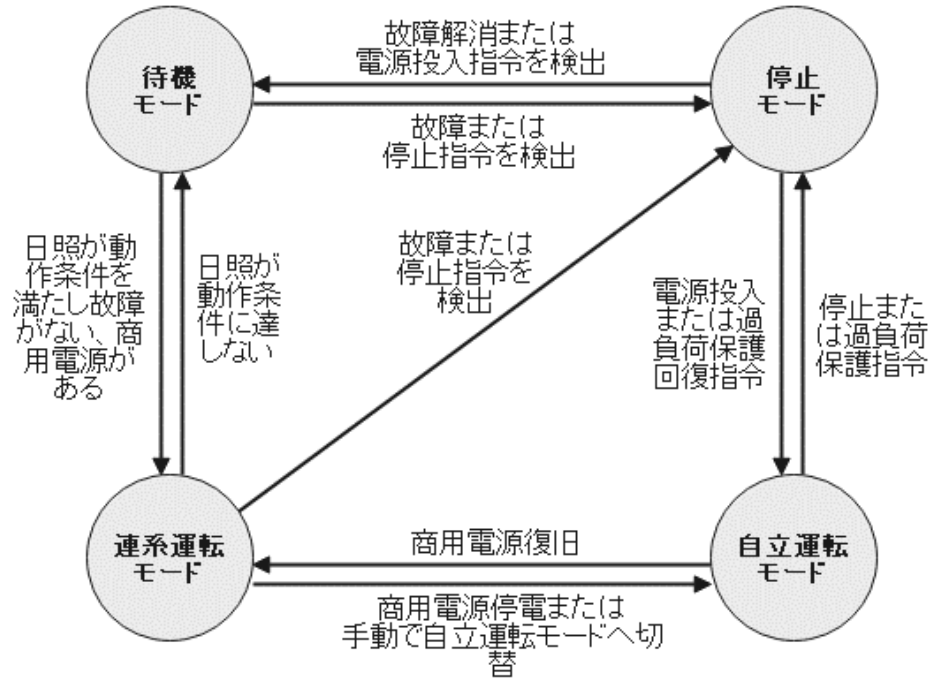 故障解消または
電源投入指令を検出
待機
モード
停止
モード
故障または
停止指令を検出
日照が動
作条件を
満たし故障
がない、商
用電源が
ある
日照が
動作条
件に達
しない
故障または
停止指令を
検出
電源投入
または過
負荷保護
回復指令
停止また
は過負荷
保護指令
連系運転
モード
商用電源復旧
自立運転
モード
商用電源停電または
手動で自立運転モードへ切
替